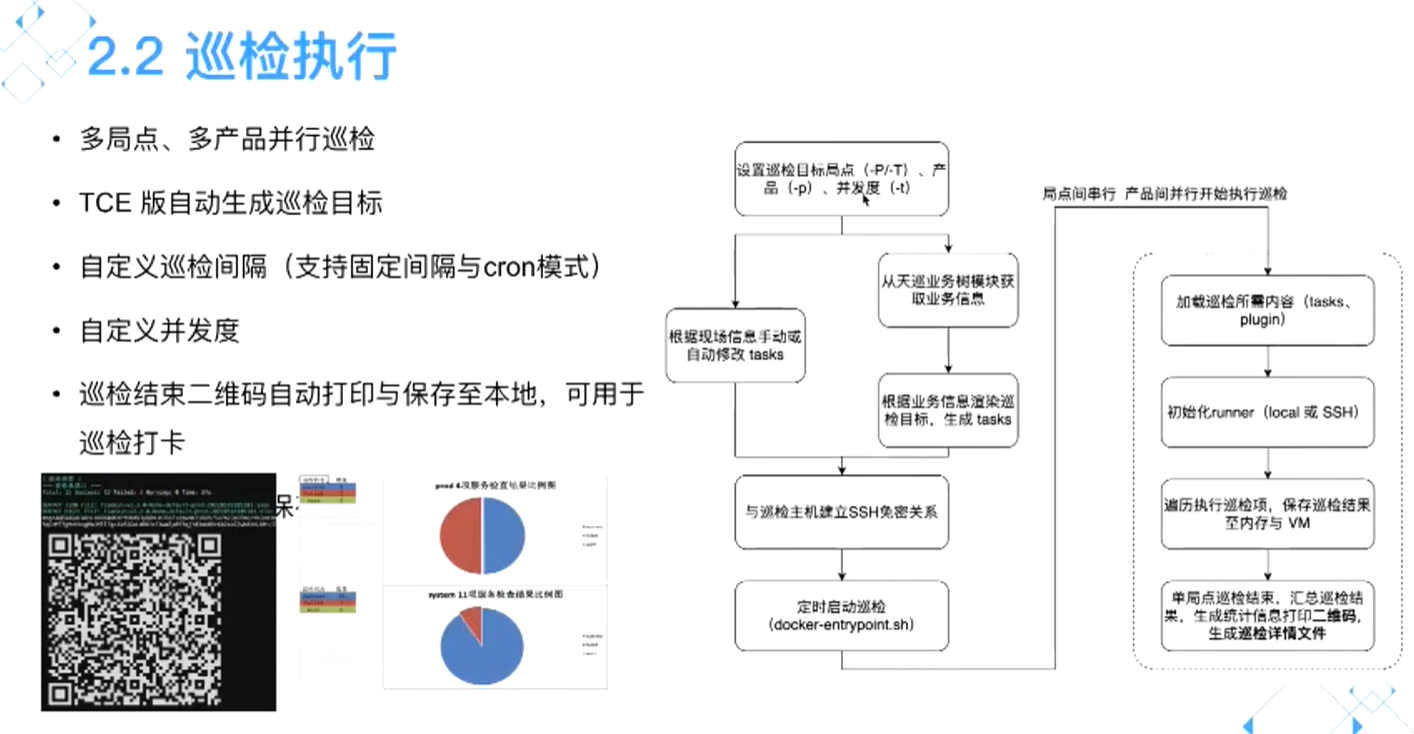 2.2 巡检执行
• 多局点、多产品并行巡检
• TCE 版自动生成巡检目标
• 自定义巡检间隔（支持固定间隔与cron模式）
• 自定义并发度
• 巡检结束二维码自动打印与保存至本地，可用于
巡检打卡
保
prod 4项服务检查结果比例图
system 11项服务检查结果比例图
设置巡检目标局点（-P/-T）、产
品（-p）、并发度（-t）
从天巡业务树模块获
取业务信息
根据现场信息手动或
自动修改 tasks
根据业务信息渲染巡
检目标，生成 tasks
与巡检主机建立SSH免密关系
定时启动巡检
（docker-entrypoint.sh）
局点间串行 产品间并行开始执行巡检
加载巡检所需内容（tasks、
plugin）
初始化runner（local 或 SSH）
遍历执行巡检项，保存巡检结果
至内存与 VM
单局点巡检结束，汇总巡检结
果，生成统计信息打印二维码，
生成巡检详情文件